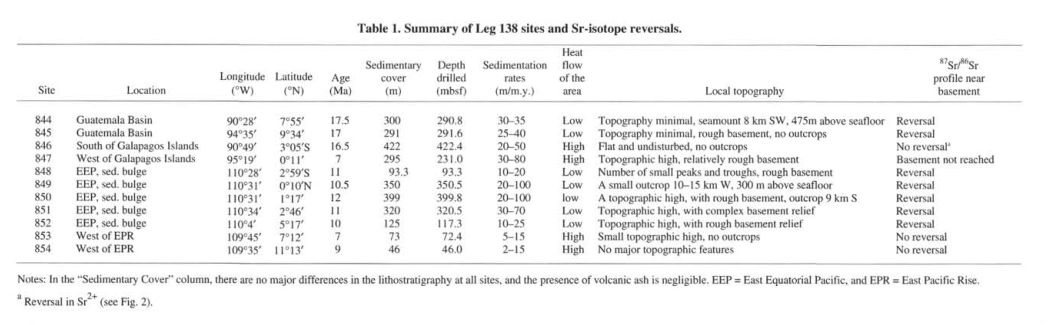 Table 1. Summary of Leg 138 sites and Sr-isotope reversals.
Site Location Longitude (°W) Latitude (°N) Age (Ma) Sedimentary cover (m) Depth drilled (mbsf) Sedimentation rates (m/m.y.) Heat flow of the area Local topography ⁸⁷Sr/⁸⁶Sr profile near basement
844 Guatemala Basin 90°28′ 7°55′ 17.5 300 290.8 30–35 Low Topography minimal, seamount 8 km SW, 475m above seafloor Reversal
845 Guatemala Basin 94°35′ 9°34′ 17 291 291.6 25–40 Low Topography minimal, rough basement, no outcrops Reversal
846 South of Galapagos Islands 90°49′ 3°05′S 16.5 422 422.4 20–50 High Flat and undisturbed, no outcrops No reversalᵃ
847 West of Galapagos Islands 95°19′ 0°11′ 7 295 231.0 30–80 High Topographic high, relatively rough basement Basement not reached
848 EEP, sed. bulge 110°28′ 2°59′S 11 93.3 93.3 10–20 Low Number of small peaks and troughs, rough basement Reversal
849 EEP, sed. bulge 110°31′ 0°10′N 10.5 350 350.5 20–100 Low A small outcrop 10–15 km W, 300 m above seafloor Reversal
850 EEP, sed. bulge 110°31′ 1°17′ 12 399 399.8 20–100 low A topographic high, with rough basement, outcrop 9 km S Reversal
851 EEP, sed. bulge 110°34′ 2°46′ 11 320 320.5 30–70 Low Topographic high, with complex basement relief Reversal
852 EEP, sed. bulge 110°4′ 5°17′ 10 125 117.3 10–25 Low Topographic high, with rough basement relief Reversal
853 West of EPR 109°45′ 7°12′ 7 73 72.4 5–15 High Small topographic high, no outcrops No reversal
854 West of EPR 109°35′ 11°13′ 9 46 46.0 2–15 High No major topographic features No reversal
Notes: In the “Sedimentary Cover” column, there are no major differences in the lithostratigraphy at all sites, and the presence of volcanic ash is negligible. EEP = East Equatorial Pacific, and EPR = East Pacific Rise.
ᵃ Reversal in Sr²⁺ (see Fig. 2).